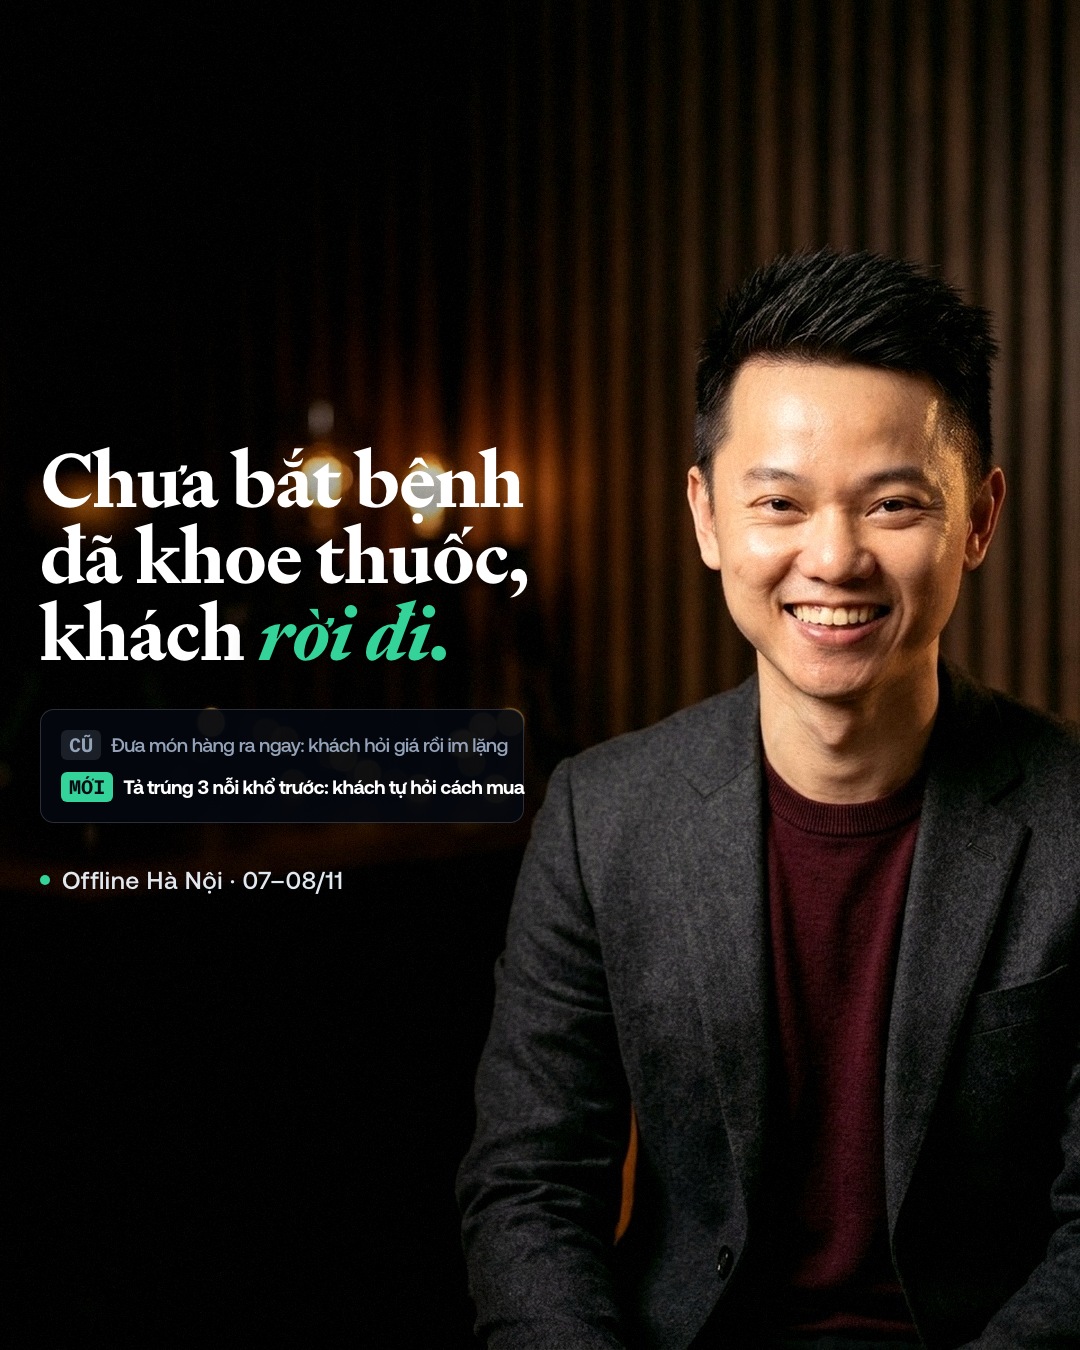 Chưa bắt bệnh
đã khoe thuốc,
khách rời đi.
CŨ Đưa món hàng ra ngay: khách hỏi giá rồi im lặng
MỚI Tả trúng 3 nỗi khổ trước: khách tự hỏi cách mua
Offline Hà Nội · 07–08/11